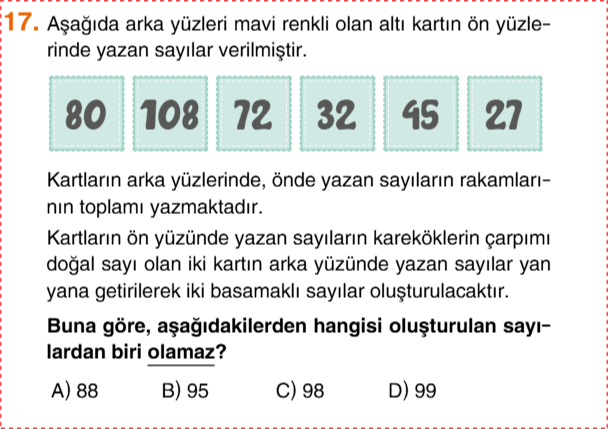 17. Aşağıda arka yüzleri mavi renkli olan altı kartın ön yüzle-
rinde yazan sayılar verilmiştir.
80 108 72 32 45 27
Kartların arka yüzlerinde, önde yazan sayıların rakamları-
nın toplamı yazmaktadır.
Kartların ön yüzünde yazan sayıların kareköklerin çarpımı
doğal sayı olan iki kartın arka yüzünde yazan sayılar yan
yana getirilerek iki basamaklı sayılar oluşturulacaktır.
Buna göre, aşağıdakilerden hangisi oluşturulan sayı-
lardan biri olamaz?
A) 88 B) 95 C) 98 D) 99